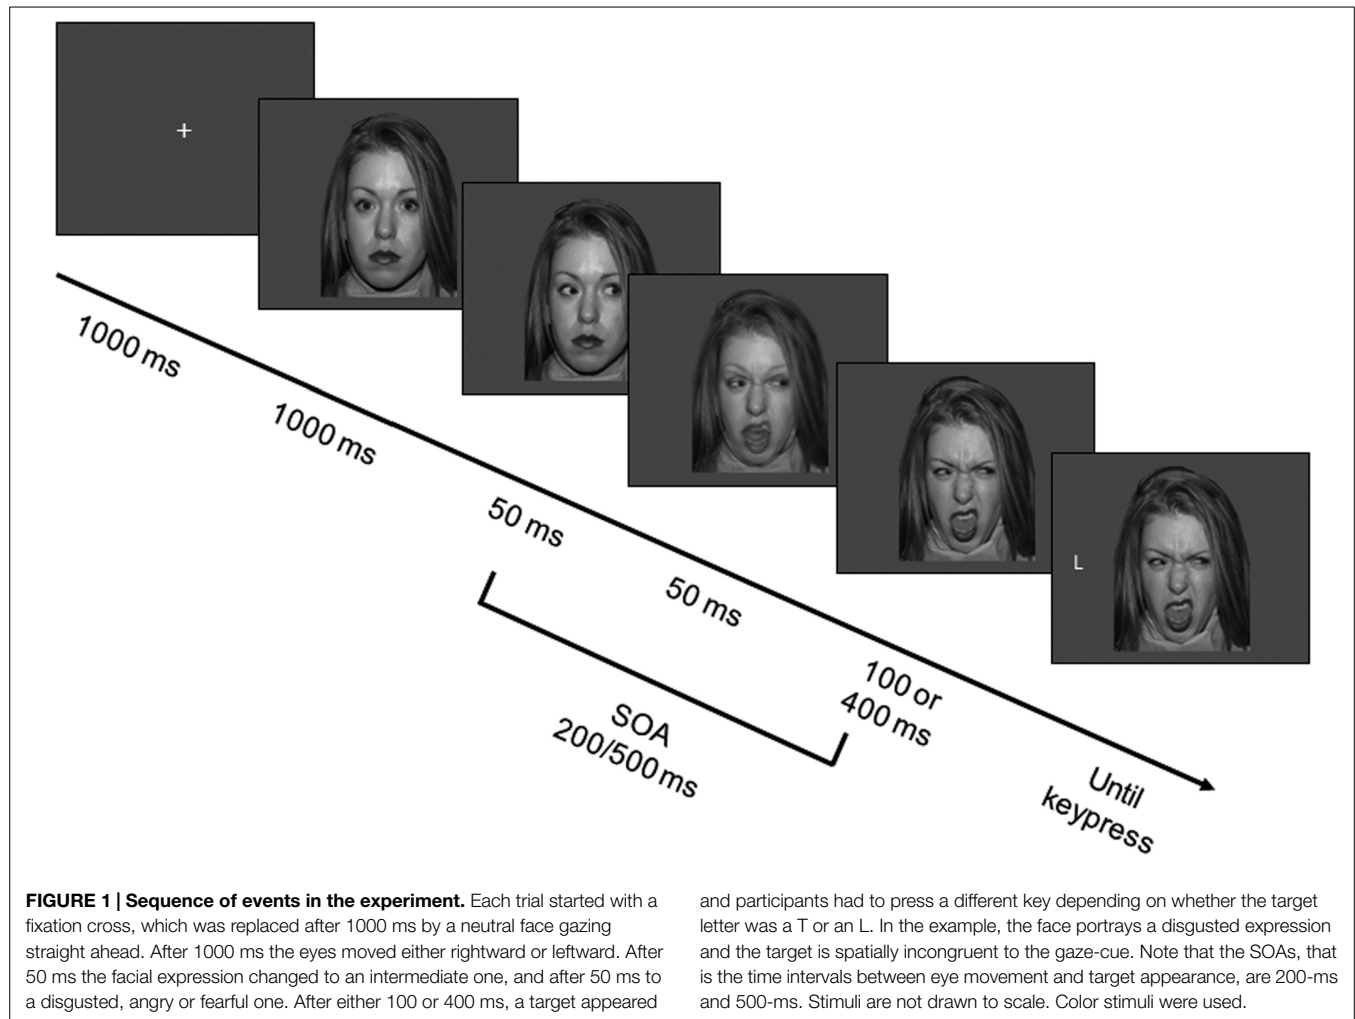 +
1000 ms
1000 ms
50 ms
50 ms
100 or
400 ms
SOA
200/500 ms
L
Until
keypress
FIGURE 1 | Sequence of events in the experiment. Each trial started with a
fixation cross, which was replaced after 1000 ms by a neutral face gazing
straight ahead. After 1000 ms the eyes moved either rightward or leftward. After
50 ms the facial expression changed to an intermediate one, and after 50 ms to
a disgusted, angry or fearful one. After either 100 or 400 ms, a target appeared
and participants had to press a different key depending on whether the target
letter was a T or an L. In the example, the face portrays a disgusted expression
and the target is spatially incongruent to the gaze-cue. Note that the SOAs, that
is the time intervals between eye movement and target appearance, are 200-ms
and 500-ms. Stimuli are not drawn to scale. Color stimuli were used.